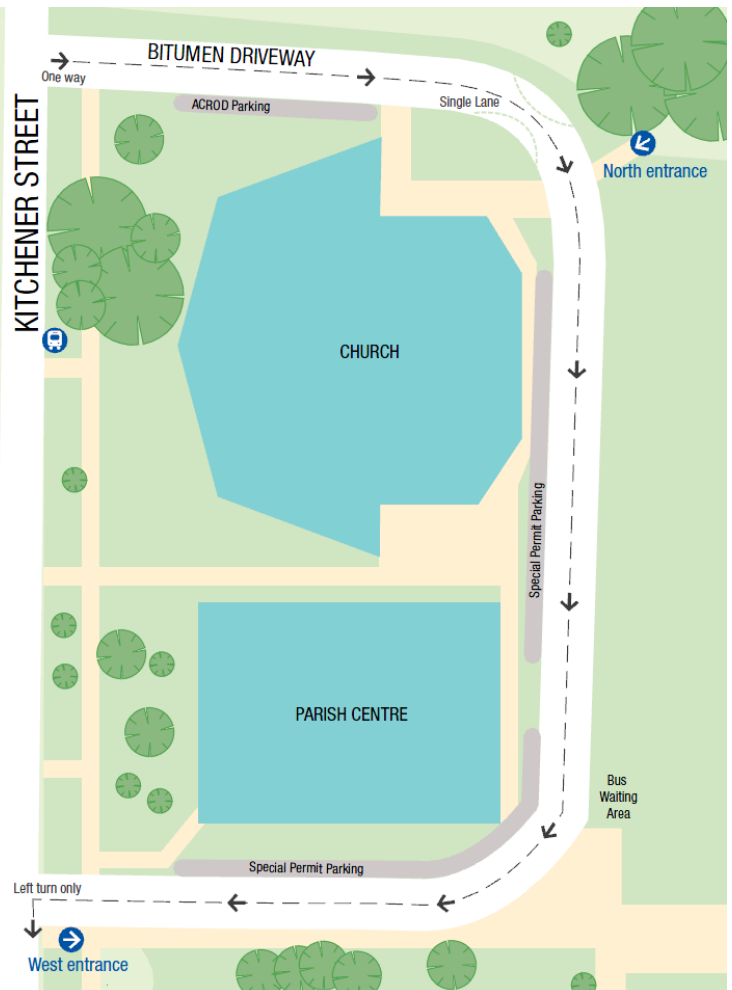 BITUMEN DRIVEWAY
One way
ACROD Parking
Single Lane
KITCHENER STREET
North entrance
CHURCH
Special Permit Parking
PARISH CENTRE
Bus
Waiting
Area
Special Permit Parking
Left turn only
West entrance